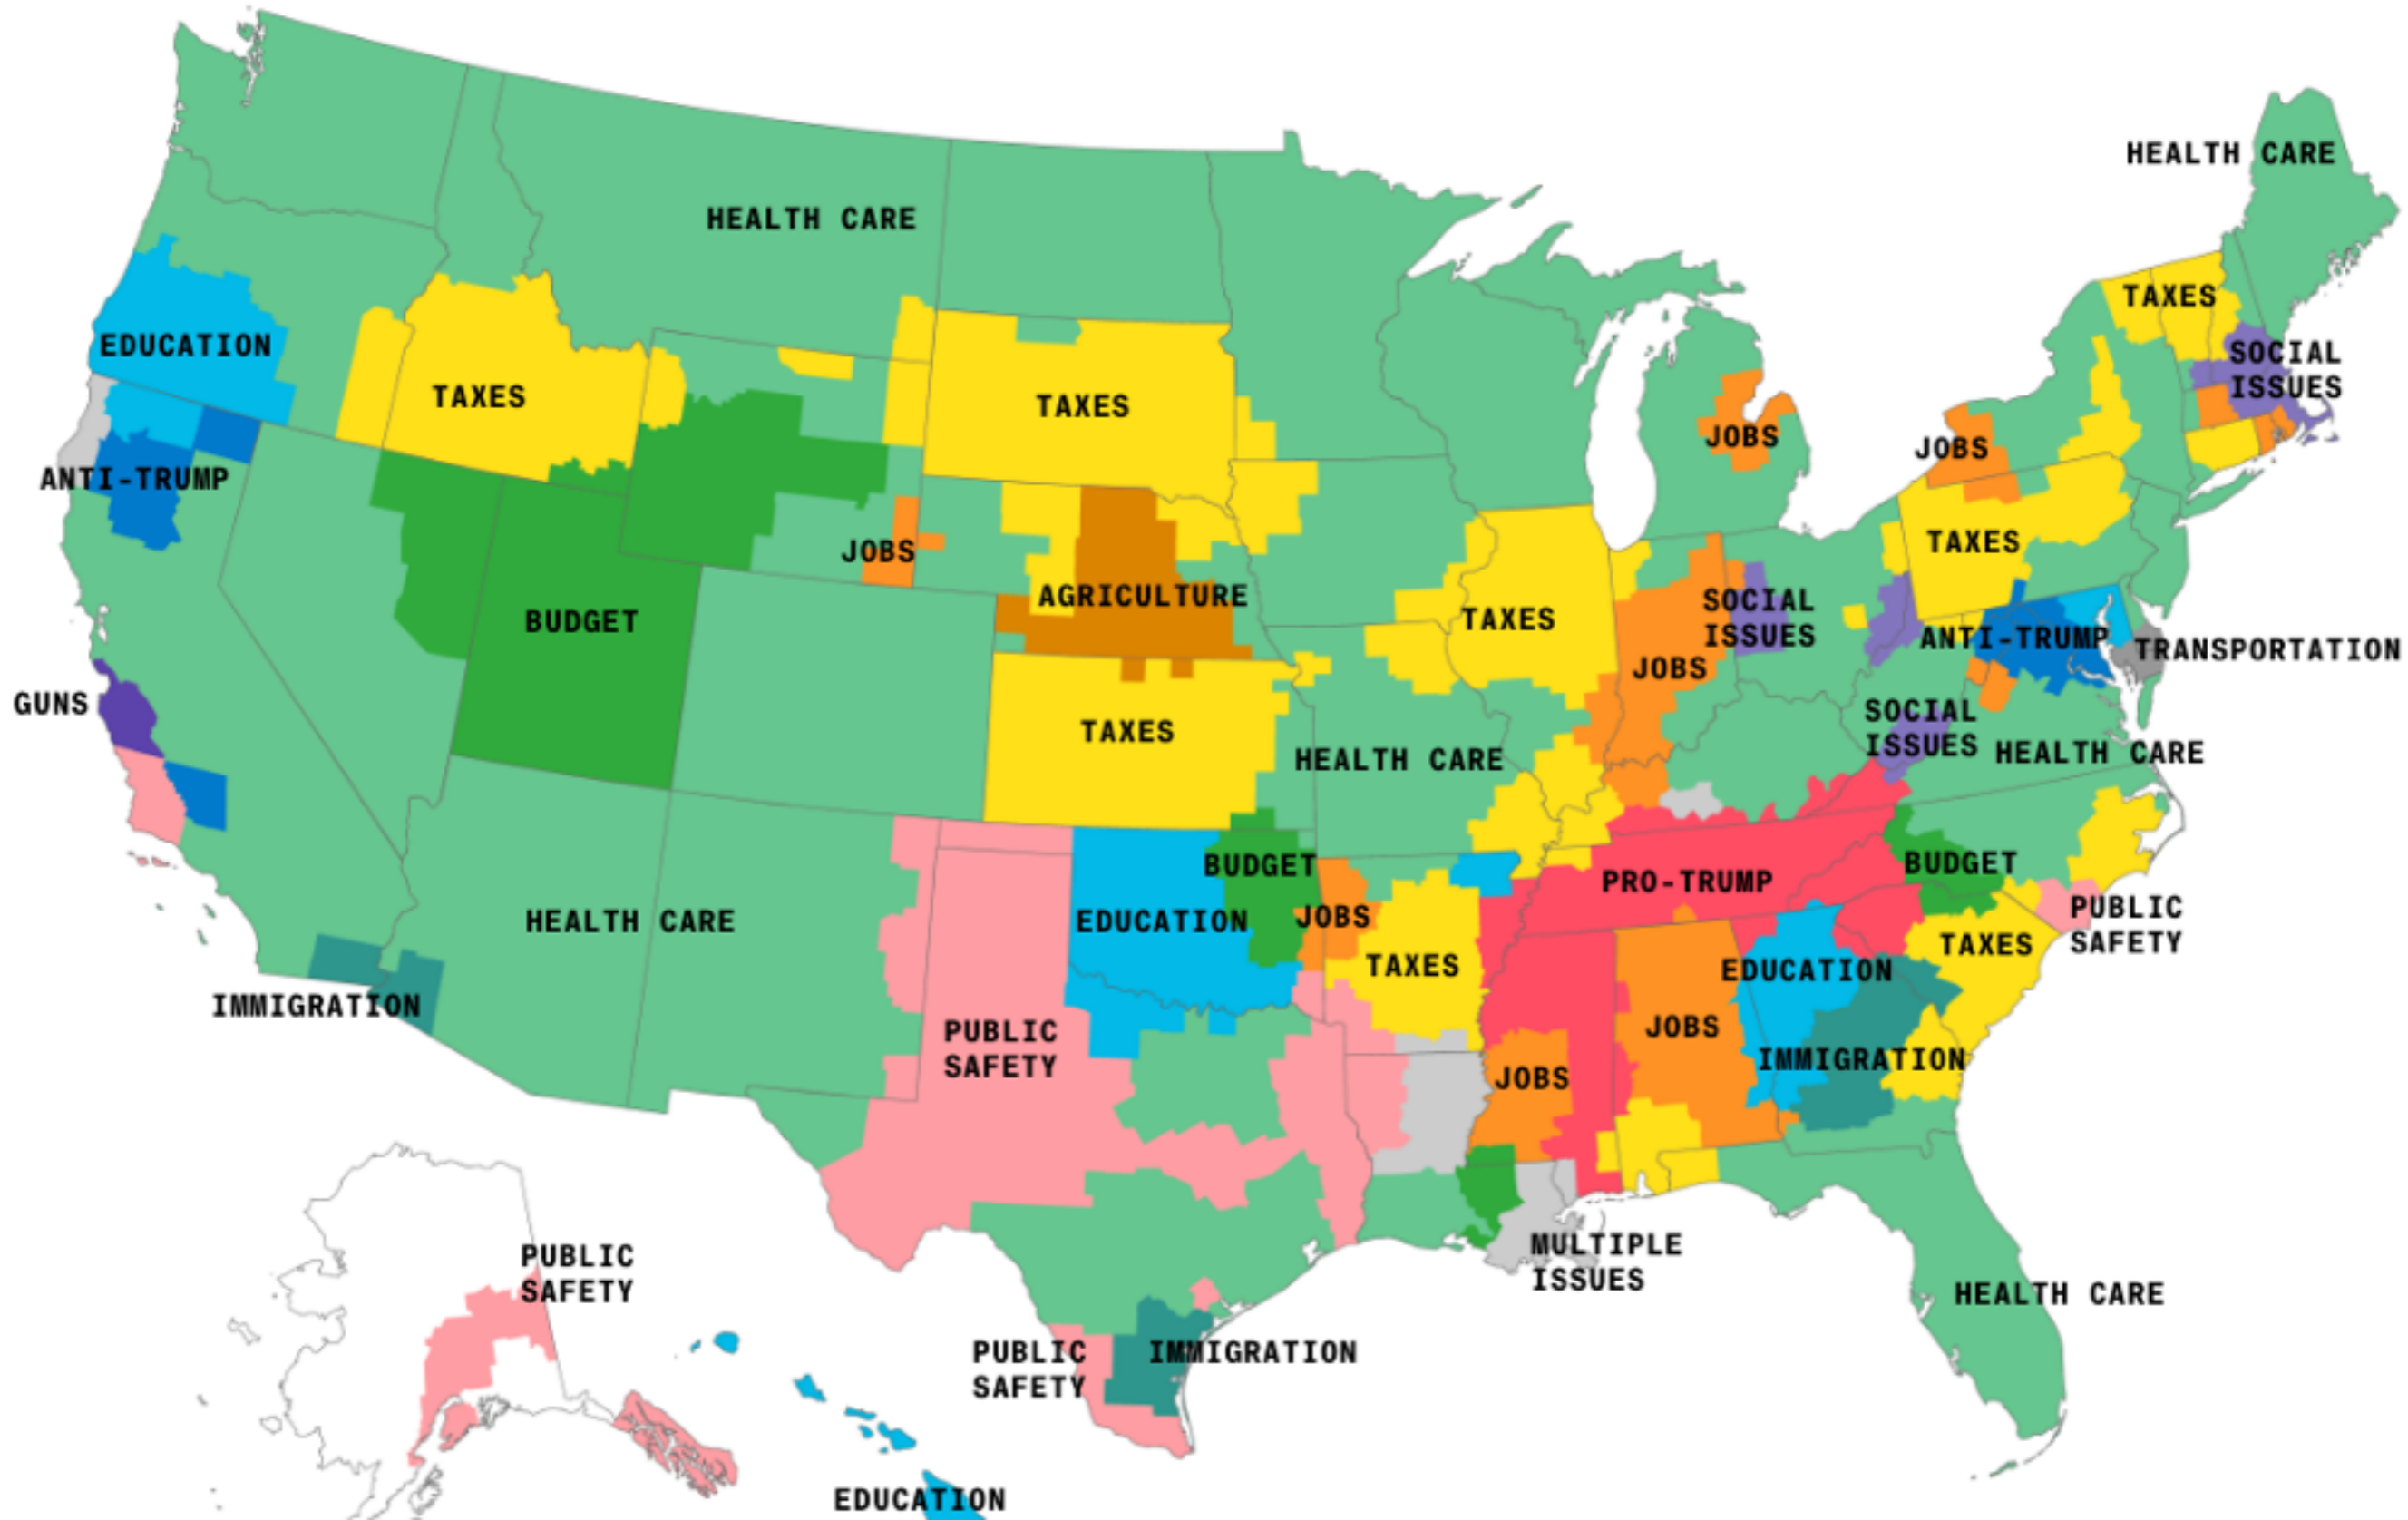 HEALTH CARE
HEALTH CARE
TAXES
EDUCATION
SOCIAL
ISSUES
TAXES
TAXES
JOBS
JOBS
ANTI-TRUMP
TAXES
JOBS
AGRICULTURE
SOCIAL
ISSUES
TAXES
BUDGET
ANTI-TRUMP
TRANSPORTATION
JOBS
GUNS
SOCIAL
ISSUES
TAXES
HEALTH CARE
HEALTH CARE
BUDGET
BUDGET
PRO-TRUMP
PUBLIC
SAFETY
HEALTH CARE
EDUCATION
JOBS
TAXES
TAXES
EDUCATION
IMMIGRATION
PUBLIC
SAFETY
JOBS
IMMIGRATION
JOBS
PUBLIC
SAFETY
MULTIPLE
ISSUES
HEALTH CARE
PUBLIC
SAFETY
IMMIGRATION
EDUCATION